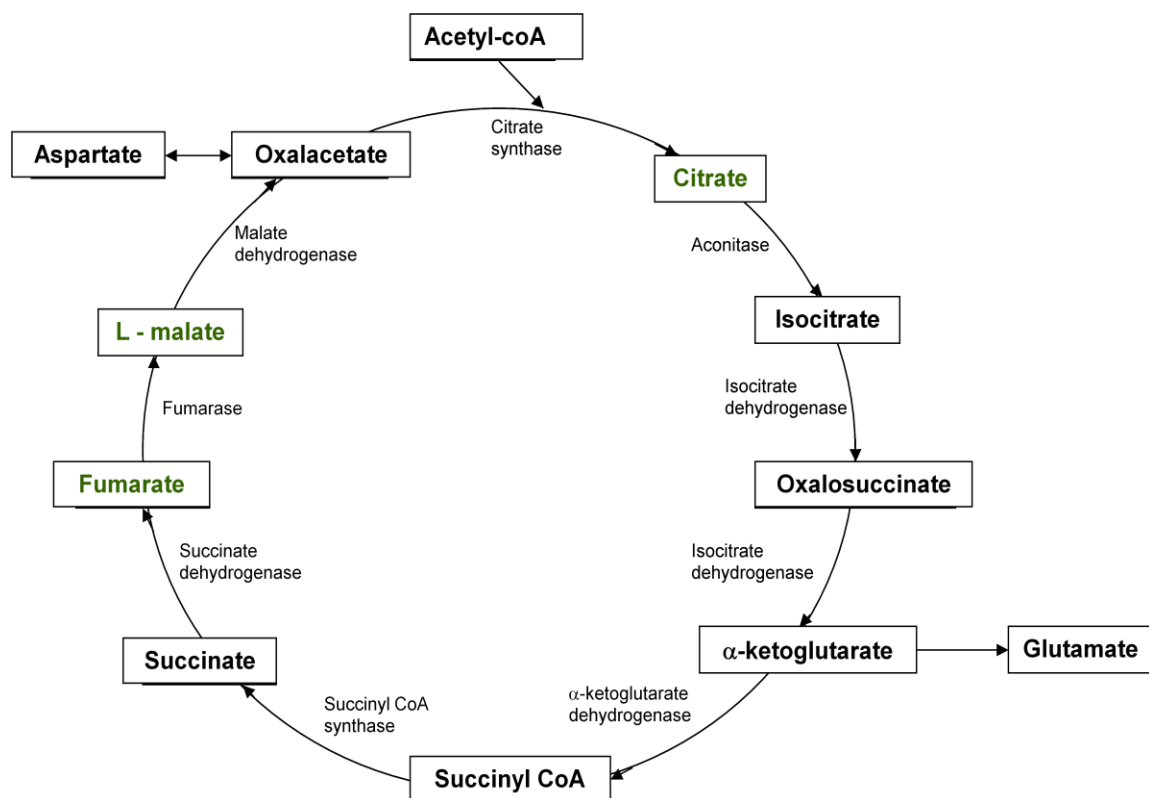 Acetyl-coA
Citrate
synthase
Aspartate
Oxalacetate
Citrate
Malate
dehydrogenase
Aconitase
L - malate
Isocitrate
Isocitrate
dehydrogenase
Fumarase
Fumarate
Oxalosuccinate
Succinate
dehydrogenase
Isocitrate
dehydrogenase
Succinate
α-ketoglutarate
Glutamate
Succinyl CoA
synthase
α-ketoglutarate
dehydrogenase
Succinyl CoA